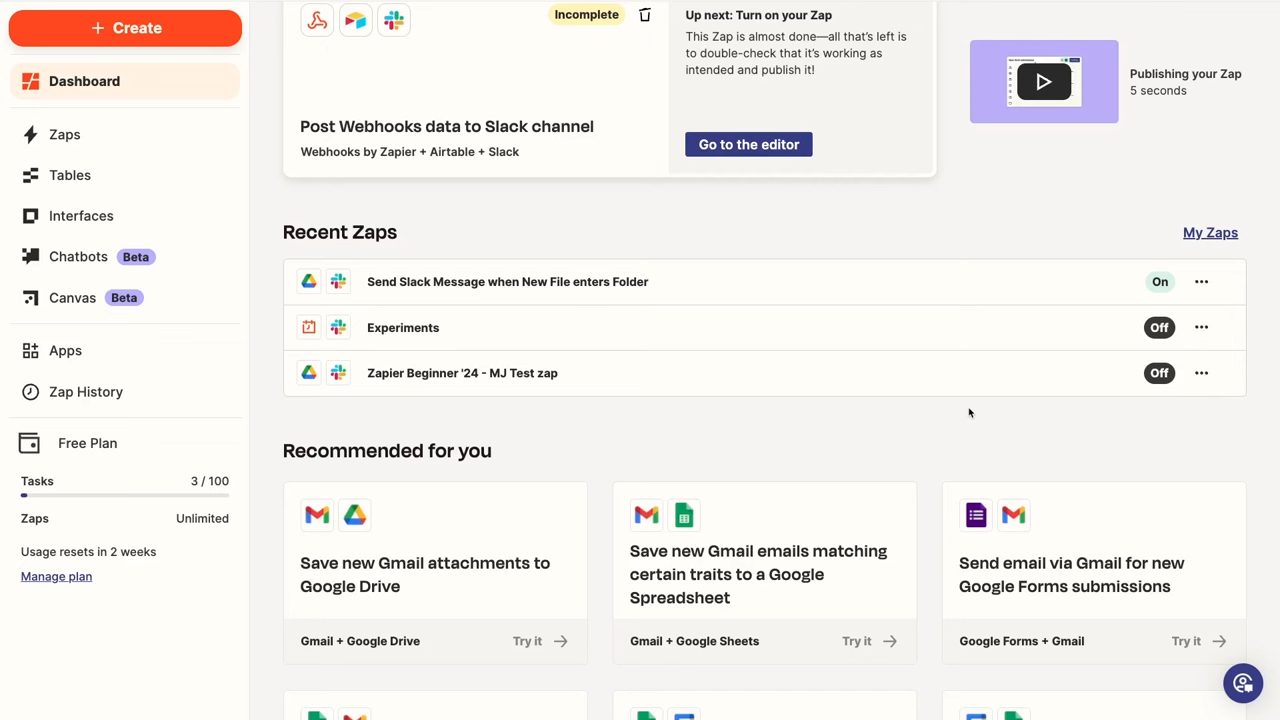 + Create
Dashboard
Zaps
Tables
Interfaces
Chatbots Beta
Canvas Beta
Apps
Zap History
Free Plan
Tasks 3 / 100
Zaps Unlimited
Usage resets in 2 weeks
Manage plan
Incomplete
Post Webhooks data to Slack channel
Webhooks by Zapier + Airtable + Slack
Up next: Turn on your Zap
This Zap is almost done—all that's left is
to double-check that it's working as
intended and publish it!
Go to the editor
Publishing your Zap
5 seconds
Recent Zaps
My Zaps
Send Slack Message when New File enters Folder On
Experiments Off
Zapier Beginner '24 - MJ Test zap Off
Recommended for you
Save new Gmail attachments to
Google Drive
Gmail + Google Drive Try it
Save new Gmail emails matching
certain traits to a Google
Spreadsheet
Gmail + Google Sheets Try it
Send email via Gmail for new
Google Forms submissions
Google Forms + Gmail Try it